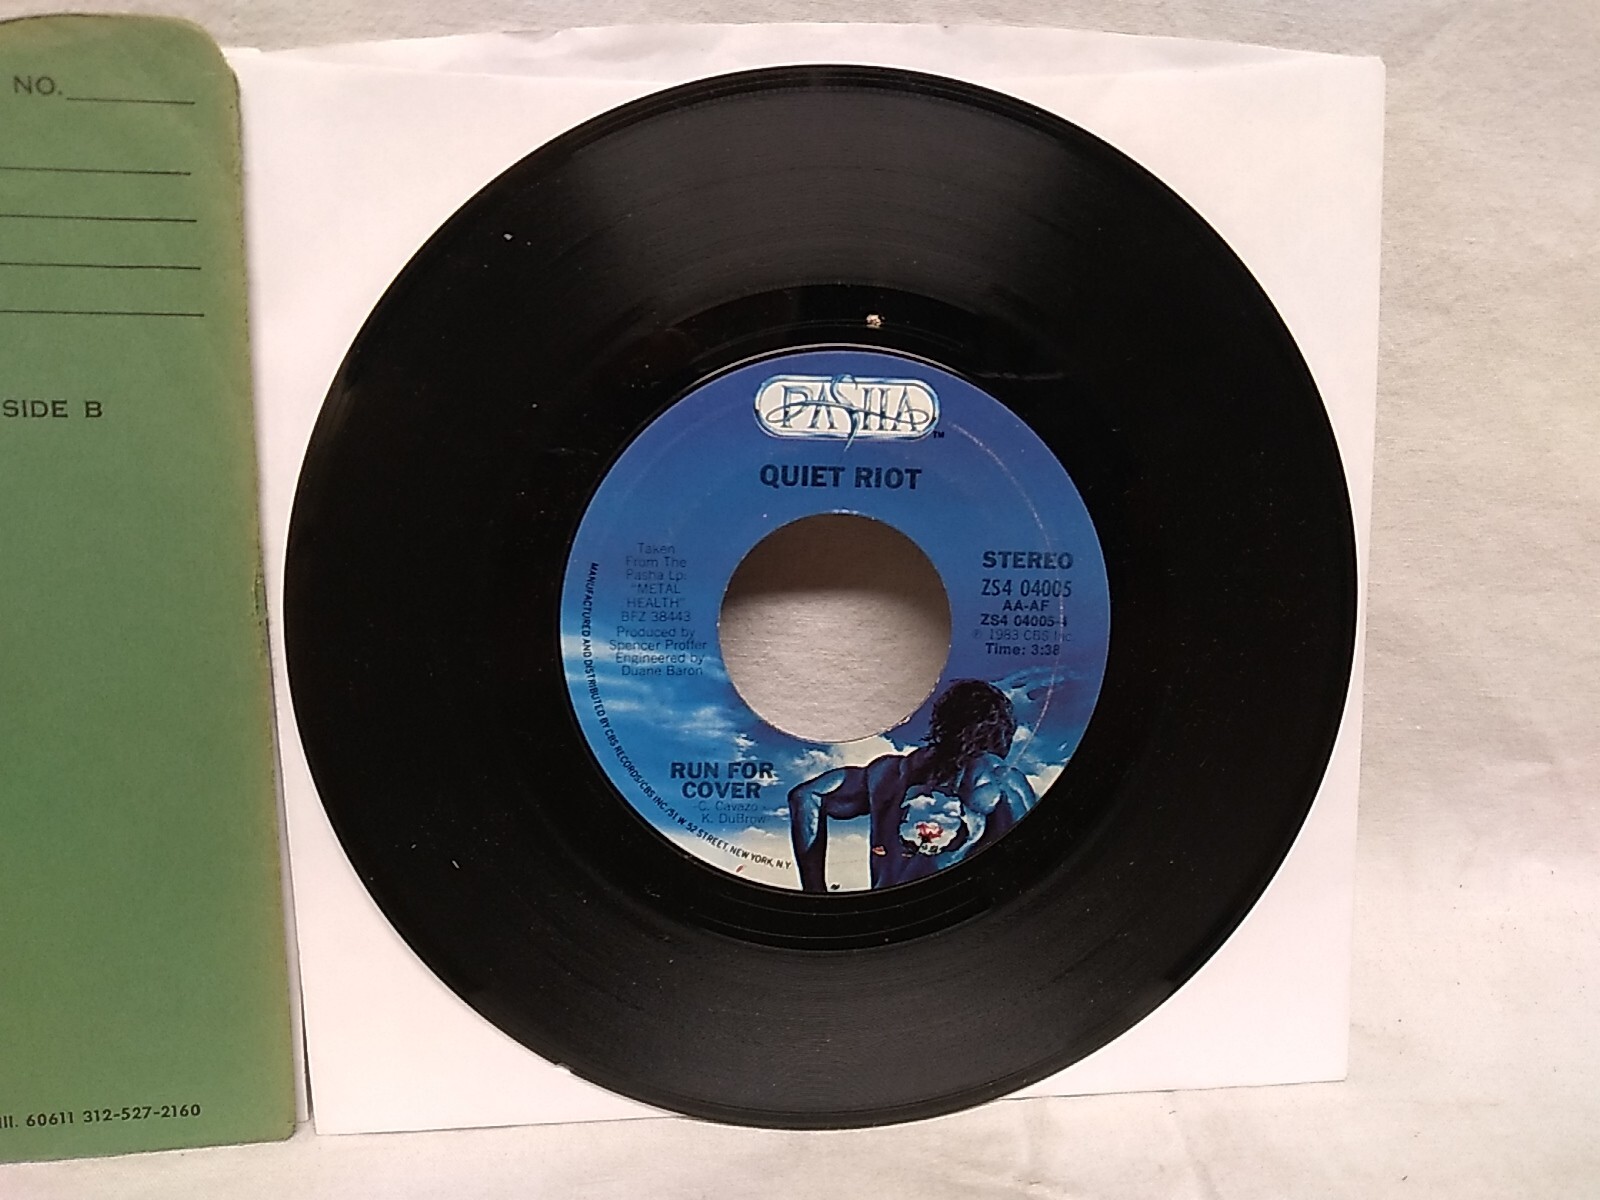 NO.
SIDE B
Ill. 60611 312-527-2160
PASHA
TM
QUIET RIOT
Taken
From The
Pasha Lp:
"METAL
HEALTH"
BFZ 38443
Produced by
Spencer Proffer
Engineered by
Duane Baron
STEREO
ZS4 04005
AA-AF
ZS4 04005-4
℗ 1983 CBS Inc.
Time: 3:38
RUN FOR
COVER
-C. Cavazo -
K. DuBrow
MANUFACTURED AND DISTRIBUTED BY CBS RECORDS/CBS INC./51 W. 52 STREET, NEW YORK, N.Y.